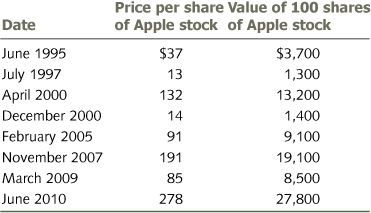 Price per share Value of 100 shares
Date of Apple stock of Apple stock
June 1995 $37 $3,700
July 1997 13 1,300
April 2000 132 13,200
December 2000 14 1,400
February 2005 91 9,100
November 2007 191 19,100
March 2009 85 8,500
June 2010 278 27,800